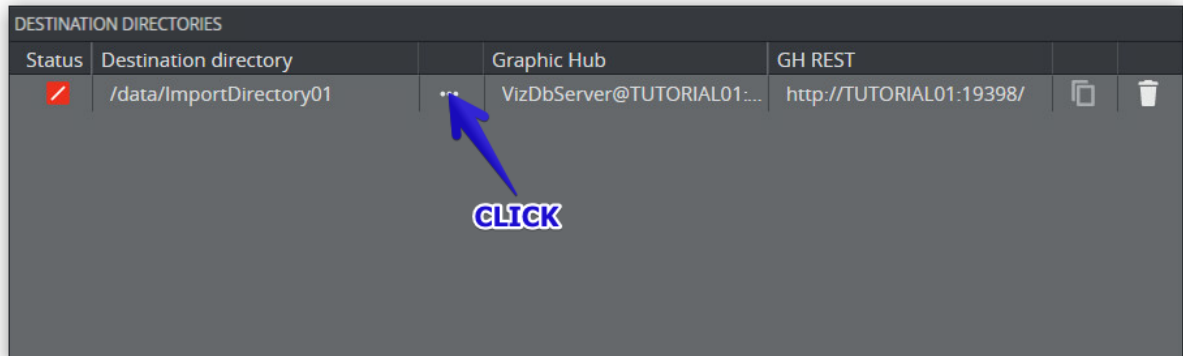 DESTINATION DIRECTORIES
Status Destination directory Graphic Hub GH REST
/data/ImportDirectory01 ... VizDbServer@TUTORIAL01:... http://TUTORIAL01:19398/
CLICK